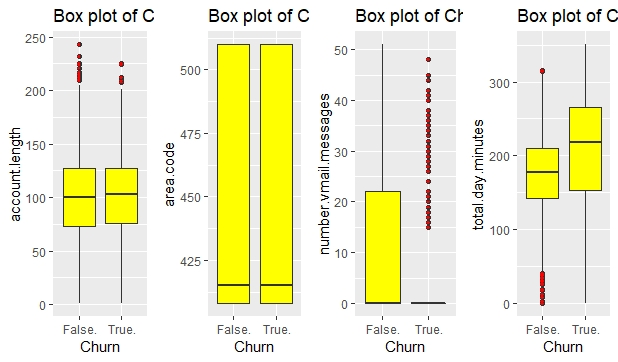 Box plot of C
account.length
250
200
150
100
50
0
False. True.
Churn
Box plot of C
area.code
500
475
450
425
False. True.
Churn
Box plot of Ch
number.vmail.messages
50
40
30
20
10
0
False. True.
Churn
Box plot of C
total.day.minutes
300
200
100
0
False. True.
Churn